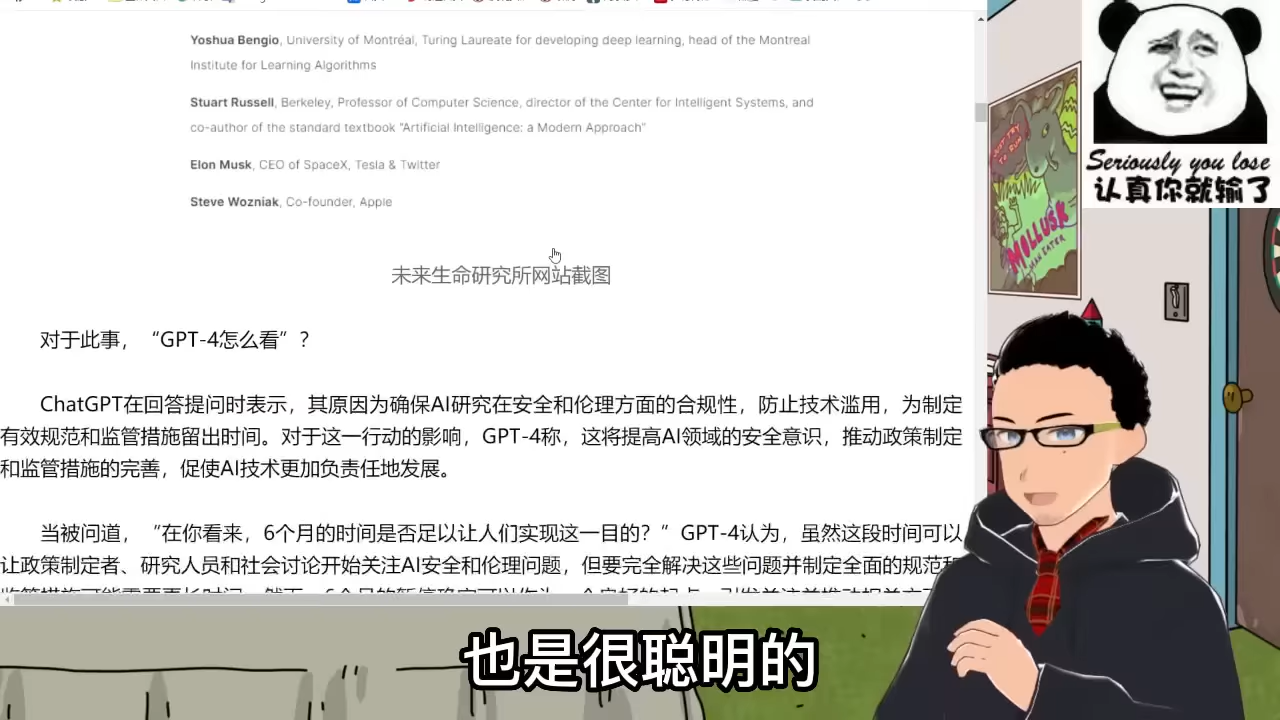 Yoshua Bengio, University of Montréal, Turing Laureate for developing deep learning, head of the Montreal
Institute for Learning Algorithms
Stuart Russell, Berkeley, Professor of Computer Science, director of the Center for Intelligent Systems, and
co-author of the standard textbook “Artificial Intelligence: a Modern Approach”
Elon Musk, CEO of SpaceX, Tesla & Twitter
Steve Wozniak, Co-founder, Apple
未来生命研究所网站截图
对于此事，“GPT-4怎么看”？
ChatGPT在回答提问时表示，其原因为确保AI研究在安全和伦理方面的合规性，防止技术滥用，为制定
有效规范和监管措施留出时间。对于这一行动的影响，GPT-4称，这将提高AI领域的安全意识，推动政策制定
和监管措施的完善，促使AI技术更加负责任地发展。
当被问道，“在你看来，6个月的时间是否足以让人们实现这一目的？”GPT-4认为，虽然这段时间可以
让政策制定者、研究人员和社会讨论开始关注AI安全和伦理问题，但要完全解决这些问题并制定全面的规范和
Seriously you lose
认真你就输了
JUST TRY
TO RUN
MOLLUSK
MAN EATER
也是很聪明的